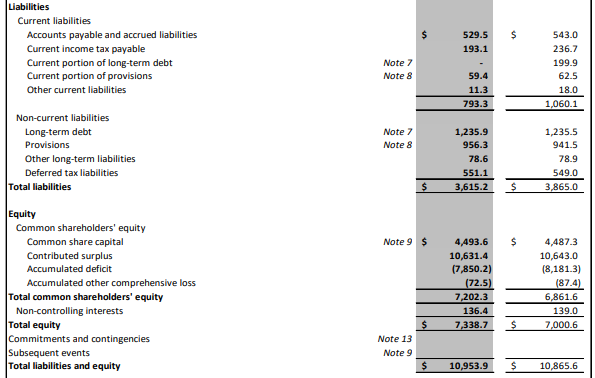 Liabilities
Current liabilities
Accounts payable and accrued liabilities $ 529.5 $ 543.0
Current income tax payable 193.1 236.7
Current portion of long-term debt Note 7 - 199.9
Current portion of provisions Note 8 59.4 62.5
Other current liabilities 11.3 18.0
793.3 1,060.1
Non-current liabilities
Long-term debt Note 7 1,235.9 1,235.5
Provisions Note 8 956.3 941.5
Other long-term liabilities 78.6 78.9
Deferred tax liabilities 551.1 549.0
Total liabilities $ 3,615.2 $ 3,865.0
Equity
Common shareholders' equity
Common share capital Note 9 $ 4,493.6 $ 4,487.3
Contributed surplus 10,631.4 10,643.0
Accumulated deficit (7,850.2) (8,181.3)
Accumulated other comprehensive loss (72.5) (87.4)
Total common shareholders' equity 7,202.3 6,861.6
Non-controlling interests 136.4 139.0
Total equity $ 7,338.7 $ 7,000.6
Commitments and contingencies Note 13
Subsequent events Note 9
Total liabilities and equity $ 10,953.9 $ 10,865.6